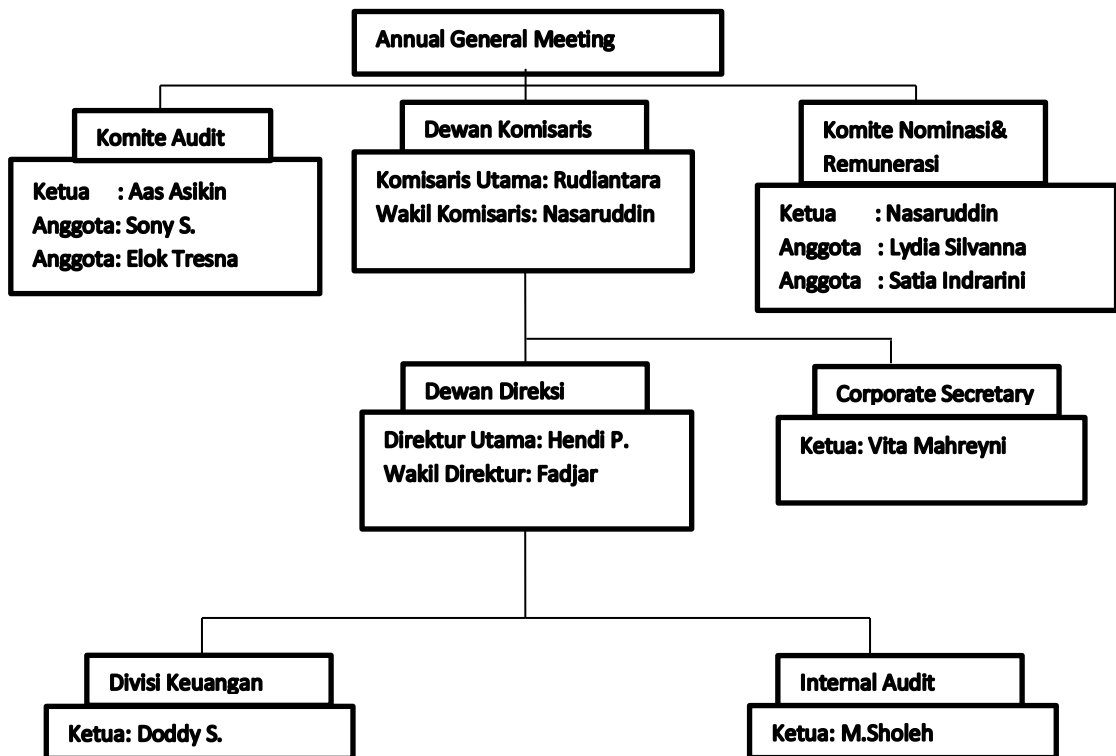 Annual General Meeting
Komite Audit
Ketua : Aas Asikin
Anggota: Sony S.
Anggota: Elok Tresna
Dewan Komisaris
Komisaris Utama: Rudiantara
Wakil Komisaris: Nasaruddin
Komite Nominasi&
Remunerasi
Ketua : Nasaruddin
Anggota : Lydia Silvanna
Anggota : Satia Indrarini
Dewan Direksi
Direktur Utama: Hendi P.
Wakil Direktur: Fadjar
Corporate Secretary
Ketua: Vita Mahreyni
Divisi Keuangan
Ketua: Doddy S.
Internal Audit
Ketua: M.Sholeh